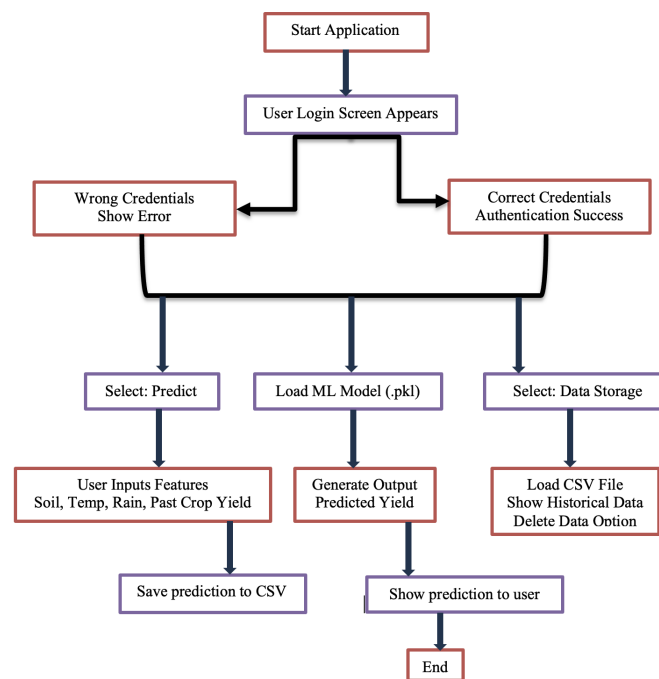 Start Application
User Login Screen Appears
Wrong Credentials
Show Error
Correct Credentials
Authentication Success
Select: Predict
Load ML Model (.pkl)
Select: Data Storage
User Inputs Features
Soil, Temp, Rain, Past Crop Yield
Generate Output
Predicted Yield
Load CSV File
Show Historical Data
Delete Data Option
Save prediction to CSV
Show prediction to user
End